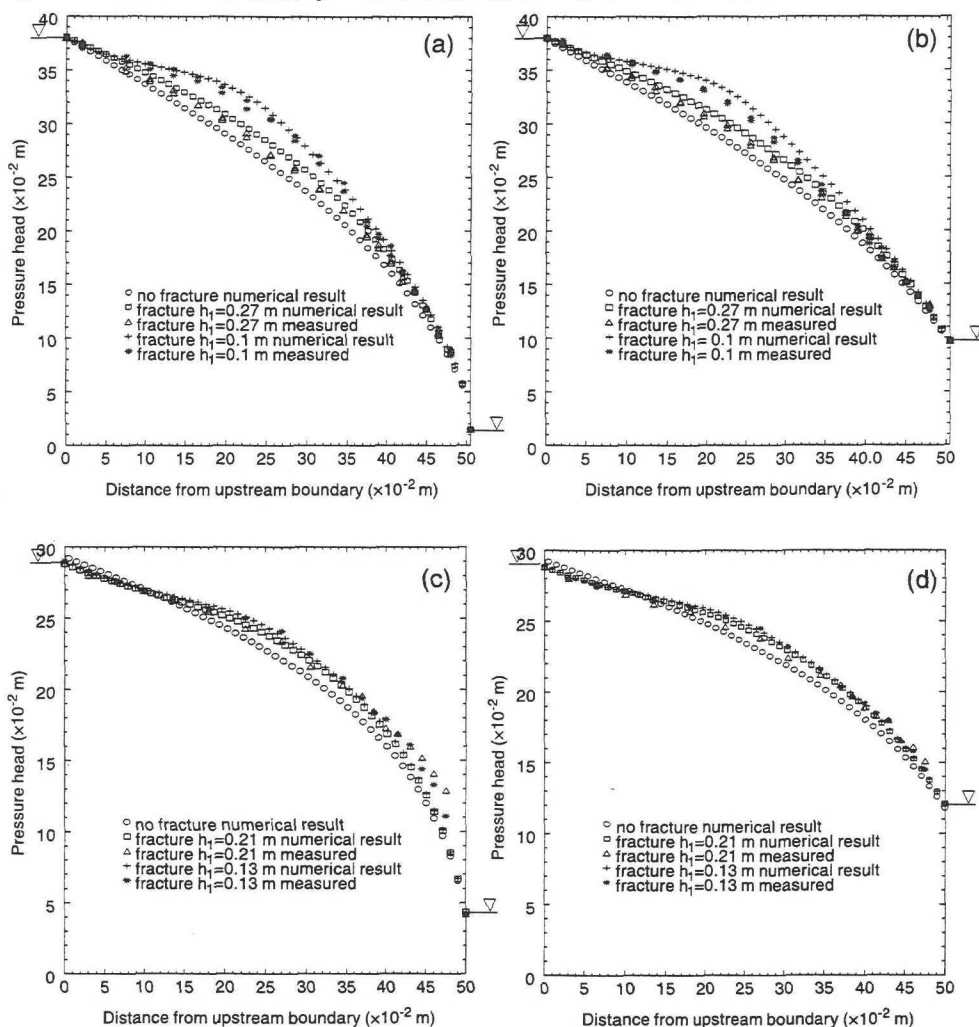 (a)
Pressure head (×10⁻² m)
40
35
30
25
20
15
10
5
0
no fracture numerical result
fracture h₁=0.27 m numerical result
fracture h₁=0.27 m measured
fracture h₁=0.1 m numerical result
fracture h₁=0.1 m measured
0 5 10 15 20 25 30 35 40 45 50
Distance from upstream boundary (×10⁻² m)
(b)
Pressure head (×10⁻² m)
40
35
30
25
20
15
10
5
0
no fracture numerical result
fracture h₁=0.27 m numerical result
fracture h₁=0.27 m measured
fracture h₁= 0.1 m numerical result
fracture h₁= 0.1 m measured
0 5 10 15 20 25 30 35 40.0 45 50
Distance from upstream boundary (×10⁻² m)
(c)
Pressure head (×10⁻² m)
30
25
20
15
10
5
0
no fracture numerical result
fracture h₁=0.21 m numerical result
fracture h₁=0.21 m measured
fracture h₁=0.13 m numerical result
fracture h₁=0.13 m measured
0 5 10 15 20 25 30 35 40 45 50
Distance from upstream boundary (×10⁻² m)
(d)
Pressure head (×10⁻² m)
30
25
20
15
10
5
0
no fracture numerical result
fracture h₁=0.21 m numerical result
fracture h₁=0.21 m measured
fracture h₁=0.13 m numerical result
fracture h₁=0.13 m measured
0 5 10 15 20 25 30 35 40 45 50
Distance from upstream boundary (×10⁻² m)